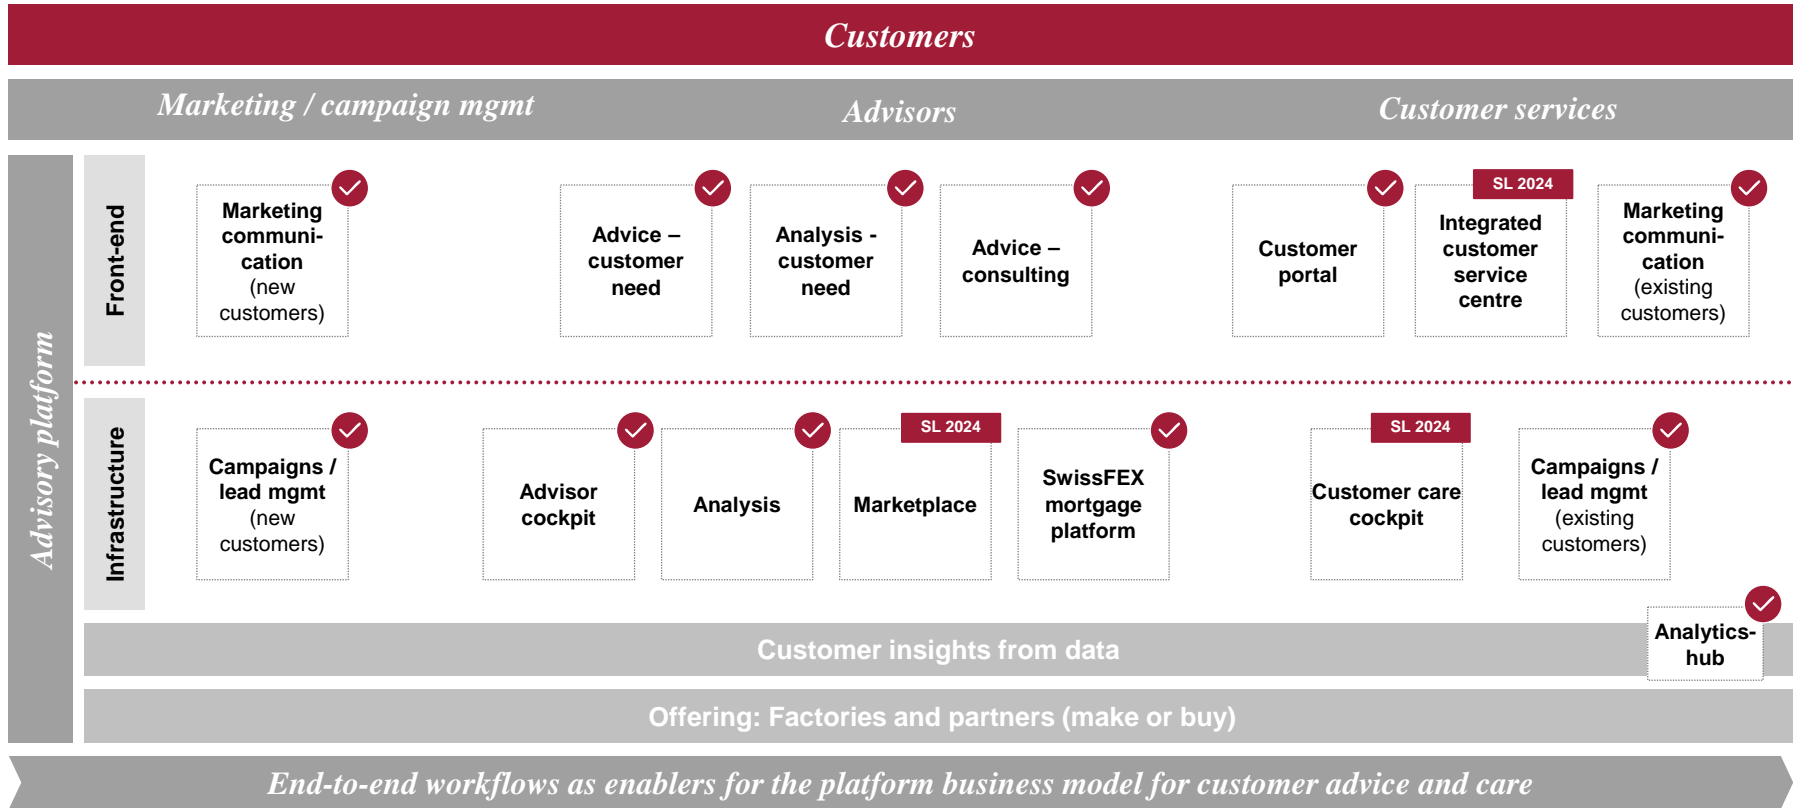 Customers
Marketing / campaign mgmt
Advisors
Customer services
Advisory platform
Front-end
Marketing
communi-
cation
(new
customers)
Advice –
customer
need
Analysis -
customer
need
Advice –
consulting
Customer
portal
SL 2024
Integrated
customer
service
centre
Marketing
communi-
cation
(existing
customers)
Infrastructure
Campaigns /
lead mgmt
(new
customers)
Advisor
cockpit
Analysis
SL 2024
Marketplace
SwissFEX
mortgage
platform
SL 2024
Customer care
cockpit
Campaigns /
lead mgmt
(existing
customers)
Customer insights from data
Analytics-
hub
Offering: Factories and partners (make or buy)
End-to-end workflows as enablers for the platform business model for customer advice and care